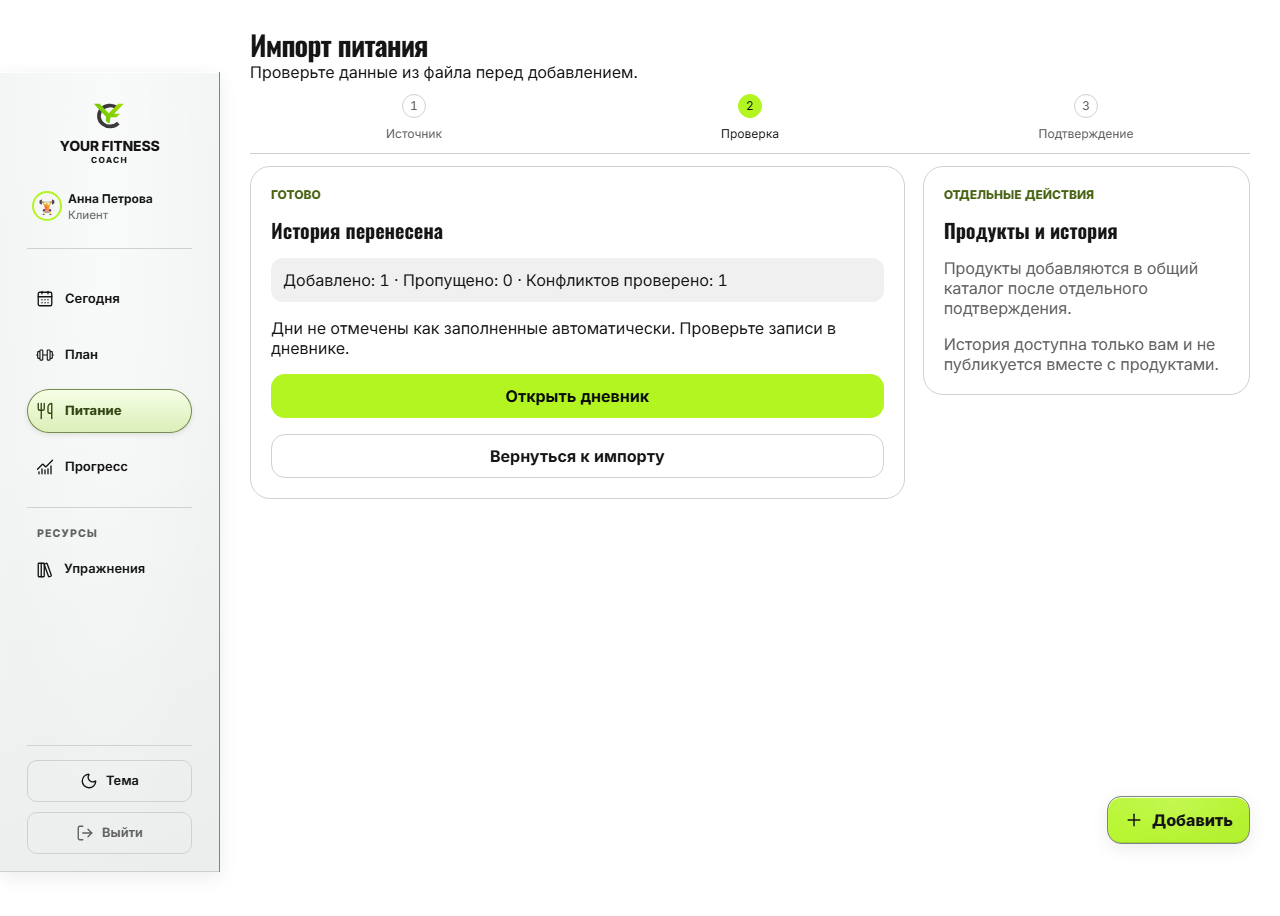 YOUR FITNESS
COACH
Анна Петрова
Клиент
Сегодня
План
Питание
Прогресс
РЕСУРСЫ
Упражнения
Тема
Выйти
Импорт питания
Проверьте данные из файла перед добавлением.
1
Источник
2
Проверка
3
Подтверждение
ГОТОВО
История перенесена
Добавлено: 1 · Пропущено: 0 · Конфликтов проверено: 1
Дни не отмечены как заполненные автоматически. Проверьте записи в
дневнике.
Открыть дневник
Вернуться к импорту
ОТДЕЛЬНЫЕ ДЕЙСТВИЯ
Продукты и история
Продукты добавляются в общий
каталог после отдельного
подтверждения.
История доступна только вам и не
публикуется вместе с продуктами.
Добавить